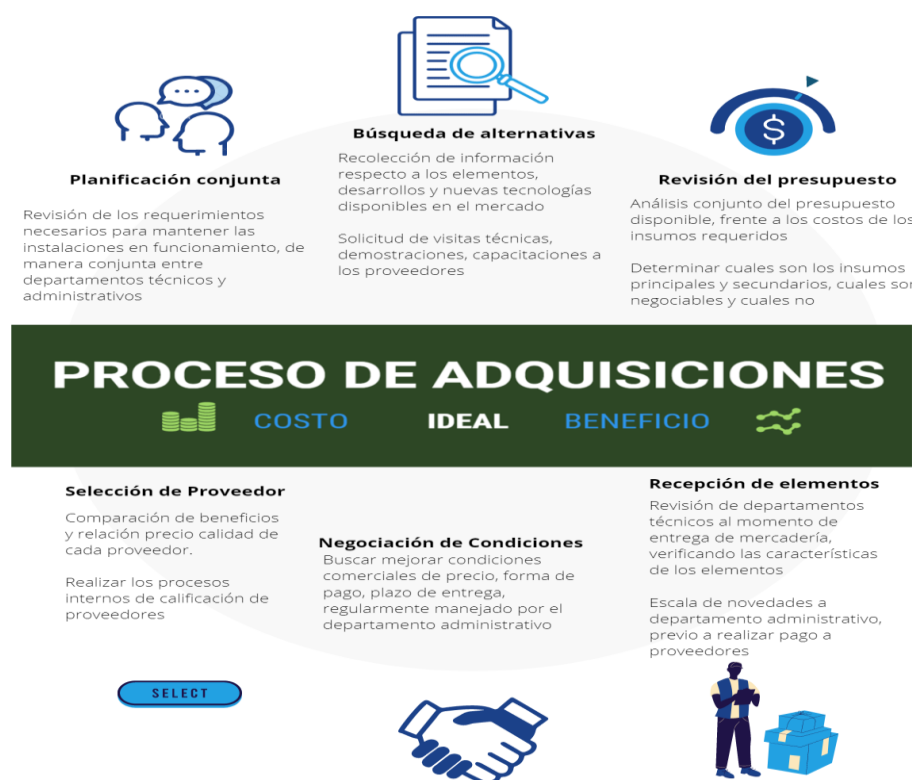 Planificación conjunta
Revisión de los requerimientos
necesarios para mantener las
instalaciones en funcionamiento, de
manera conjunta entre
departamentos técnicos y
administrativos
Búsqueda de alternativas
Recolección de información
respecto a los elementos,
desarrollos y nuevas tecnologías
disponibles en el mercado
Solicitud de visitas técnicas,
demostraciones, capacitaciones a
los proveedores
$
Revisión del presupuesto
Análisis conjunto del presupuesto
disponible, frente a los costos de los
insumos requeridos
Determinar cuales son los insumos
principales y secundarios, cuales son
negociables y cuales no
PROCESO DE ADQUISICIONES
COSTO IDEAL BENEFICIO
Selección de Proveedor
Comparación de beneficios
y relación precio calidad de
cada proveedor.
Realizar los procesos
internos de calificación de
proveedores
SELECT
Negociación de Condiciones
Buscar mejorar condiciones
comerciales de precio, forma de
pago, plazo de entrega,
regularmente manejado por el
departamento administrativo
Recepción de elementos
Revisión de departamentos
técnicos al momento de
entrega de mercadería,
verificando las características
de los elementos
Escala de novedades a
departamento administrativo,
previo a realizar pago a
proveedores